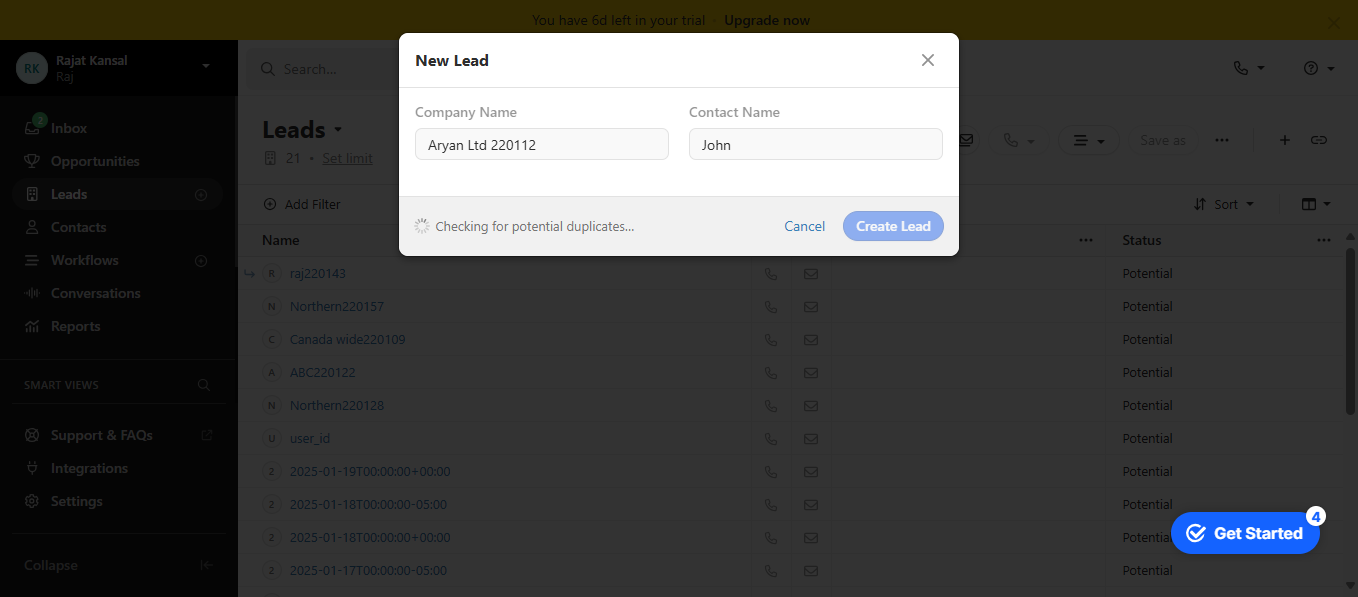 You have 6d left in your trial · Upgrade now
RK
Rajat Kansal
Raj
2
Inbox
Opportunities
Leads
Contacts
Workflows
Conversations
Reports
SMART VIEWS
Support & FAQs
Integrations
Settings
Collapse
Search...
Leads
21 • Set limit
Save as
Add Filter
Sort
New Lead
Company Name
Contact Name
Aryan Ltd 220112
John
Checking for potential duplicates...
Cancel
Create Lead
Name
Status
R raj220143 Potential
N Northern220157 Potential
C Canada wide220109 Potential
A ABC220122 Potential
N Northern220128 Potential
U user_id Potential
2 2025-01-19T00:00:00+00:00 Potential
2 2025-01-18T00:00:00-05:00 Potential
2 2025-01-18T00:00:00+00:00 Potential
2 2025-01-17T00:00:00-05:00 Potential
Get Started
4